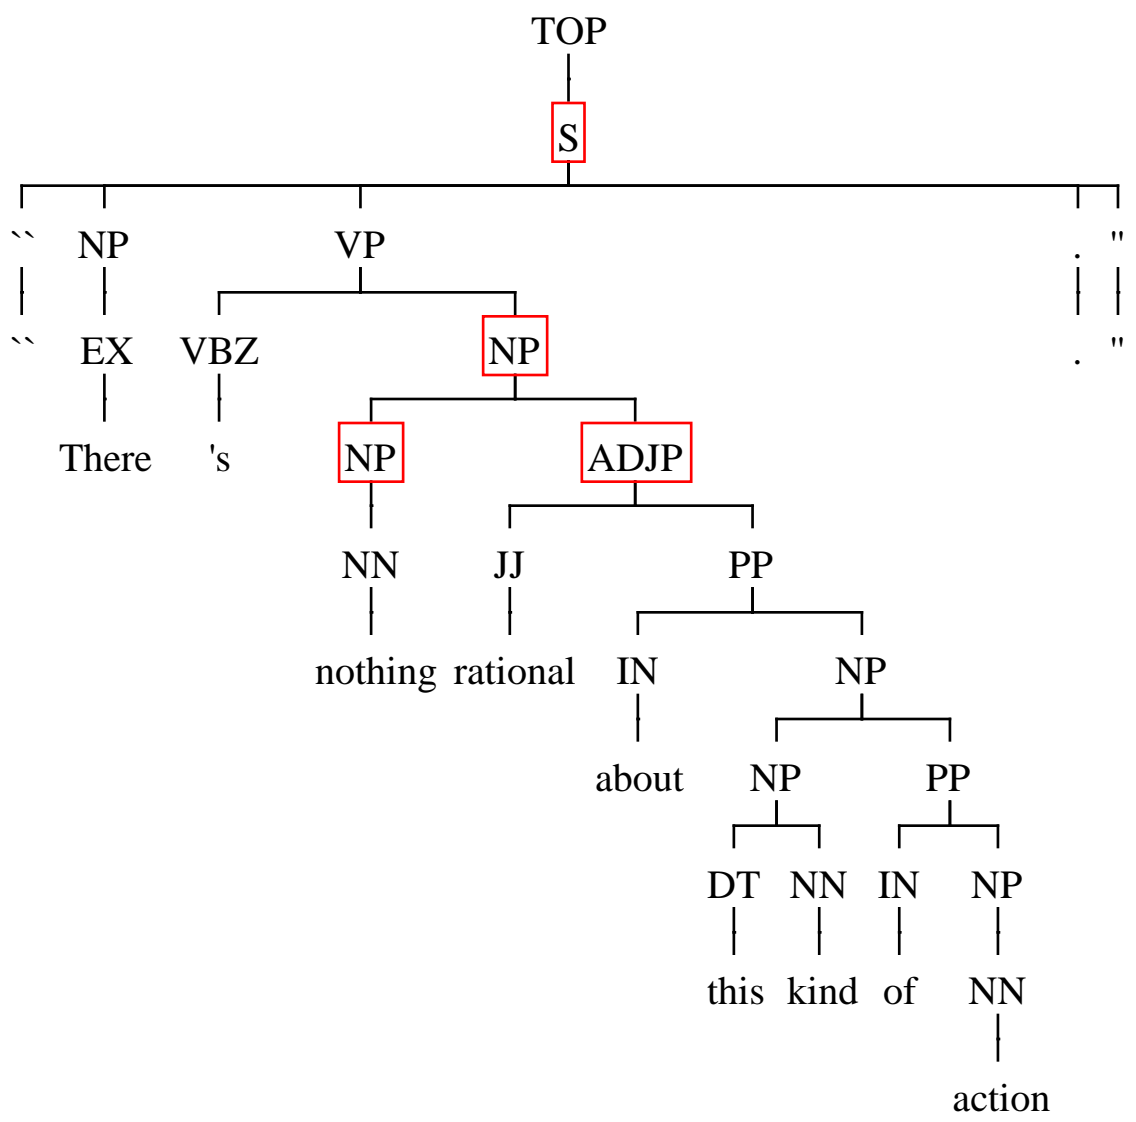 TOP
S
`` NP VP . "
`` EX VBZ NP . "
There 's NP ADJP
NN JJ PP
nothing rational IN NP
about NP PP
DT NN IN NP
this kind of NN
action